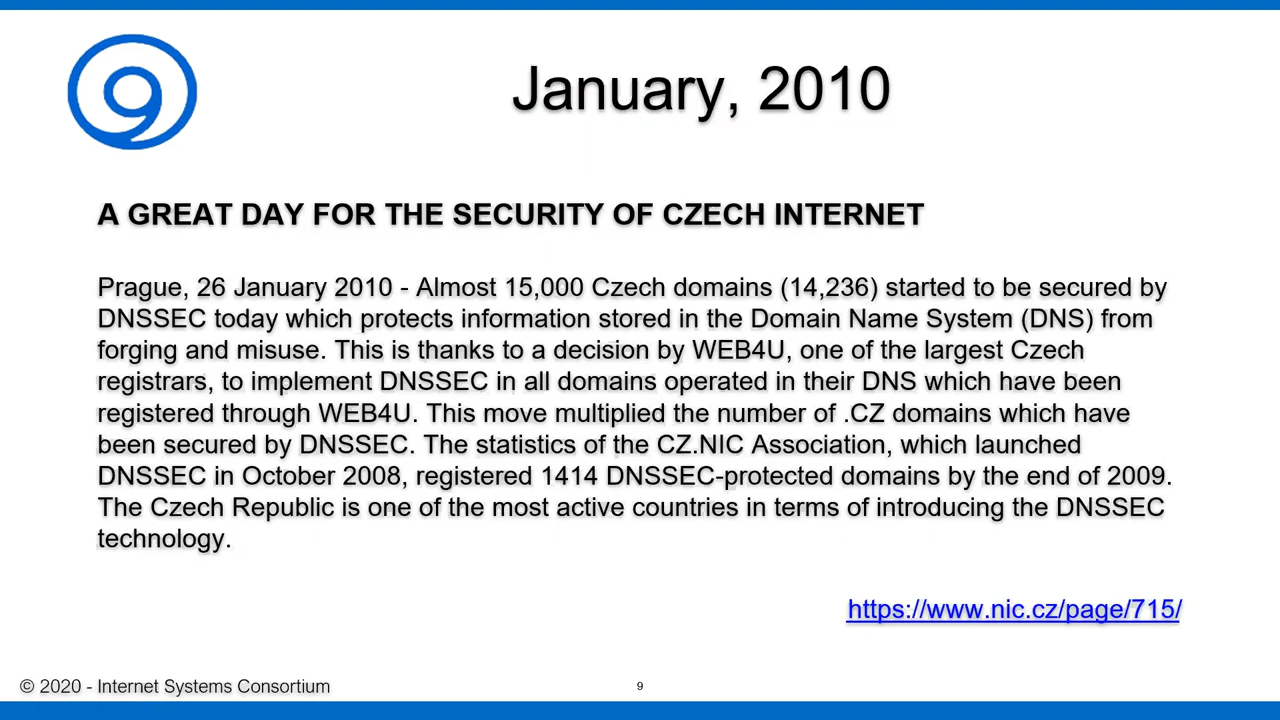 January, 2010
A GREAT DAY FOR THE SECURITY OF CZECH INTERNET
Prague, 26 January 2010 - Almost 15,000 Czech domains (14,236) started to be secured by
DNSSEC today which protects information stored in the Domain Name System (DNS) from
forging and misuse. This is thanks to a decision by WEB4U, one of the largest Czech
registrars, to implement DNSSEC in all domains operated in their DNS which have been
registered through WEB4U. This move multiplied the number of .CZ domains which have
been secured by DNSSEC. The statistics of the CZ.NIC Association, which launched
DNSSEC in October 2008, registered 1414 DNSSEC-protected domains by the end of 2009.
The Czech Republic is one of the most active countries in terms of introducing the DNSSEC
technology.
https://www.nic.cz/page/715/
© 2020 - Internet Systems Consortium
9